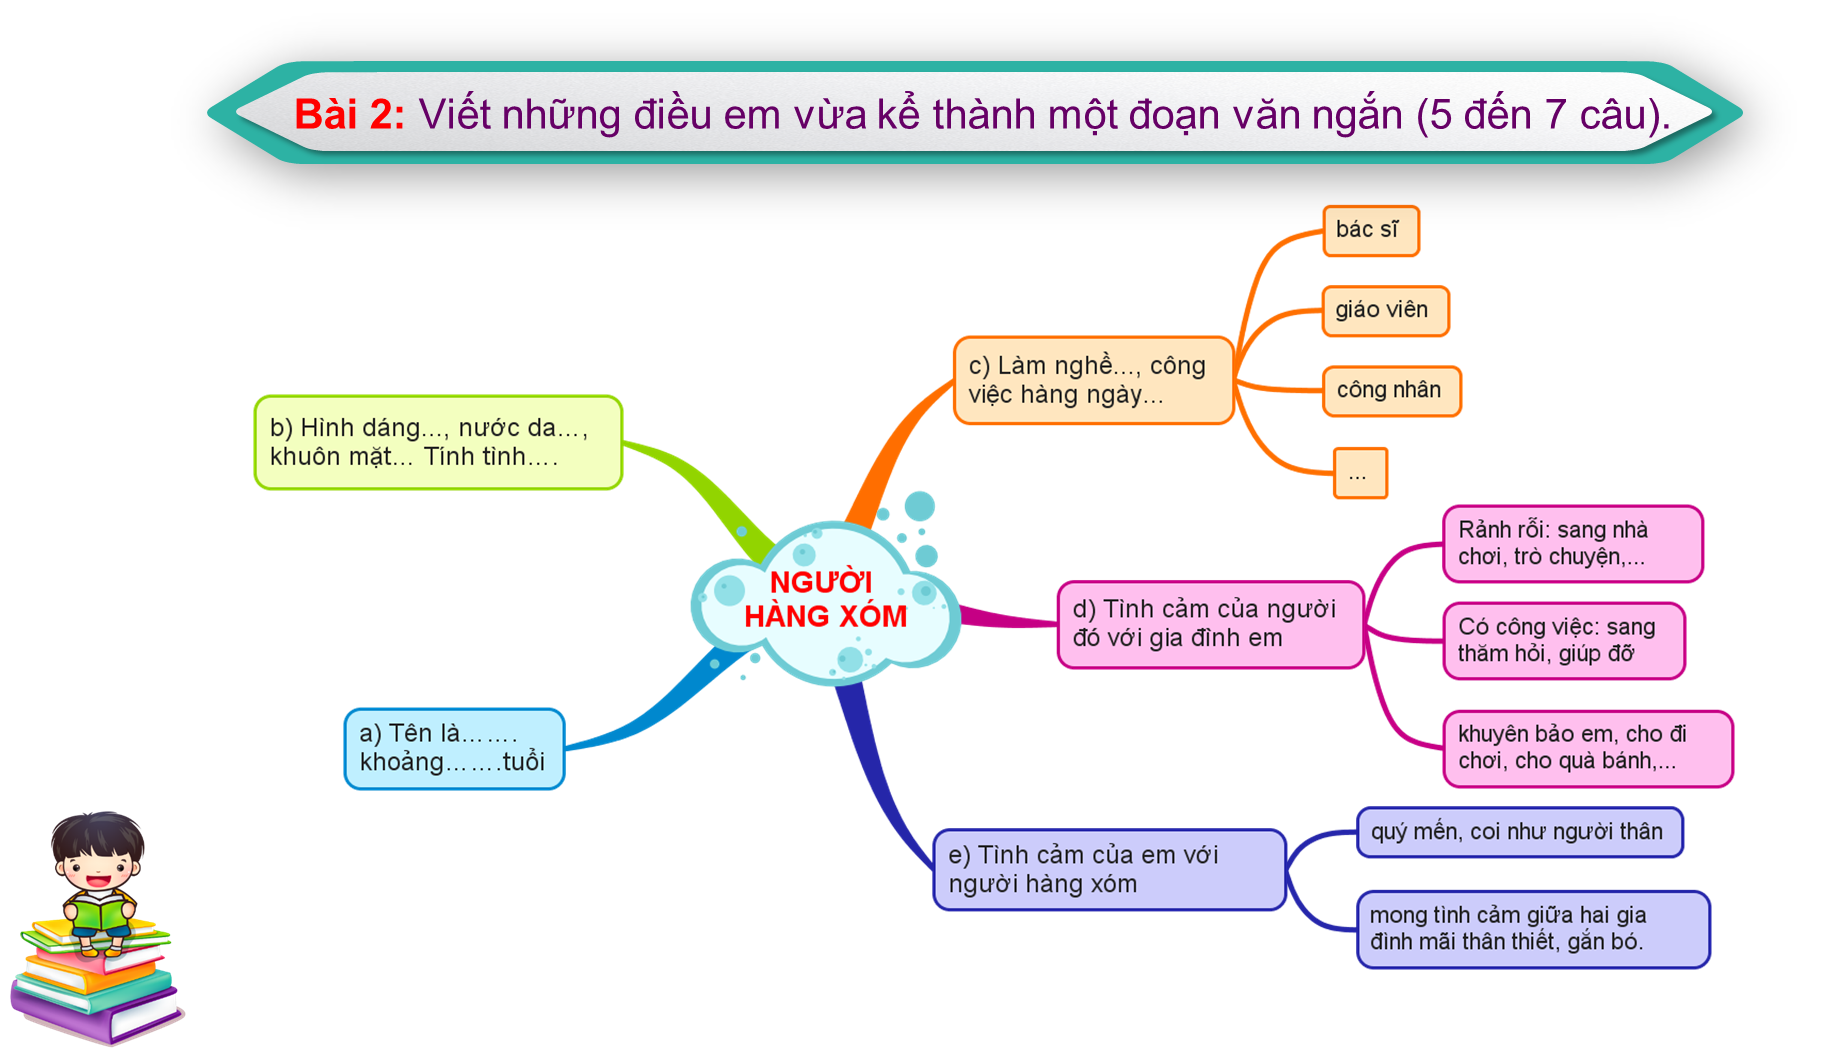 Bài 2: Viết những điều em vừa kể thành một đoạn văn ngắn (5 đến 7 câu).
NGƯỜI
HÀNG XÓM
a) Tên là.......
khoảng.......tuổi
b) Hình dáng..., nước da...,
khuôn mặt... Tính tình....
c) Làm nghề..., công
việc hàng ngày...
bác sĩ
giáo viên
công nhân
...
d) Tình cảm của người
đó với gia đình em
Rảnh rỗi: sang nhà
chơi, trò chuyện,...
Có công việc: sang
thăm hỏi, giúp đỡ
khuyên bảo em, cho đi
chơi, cho quà bánh,...
e) Tình cảm của em với
người hàng xóm
quý mến, coi như người thân
mong tình cảm giữa hai gia
đình mãi thân thiết, gắn bó.